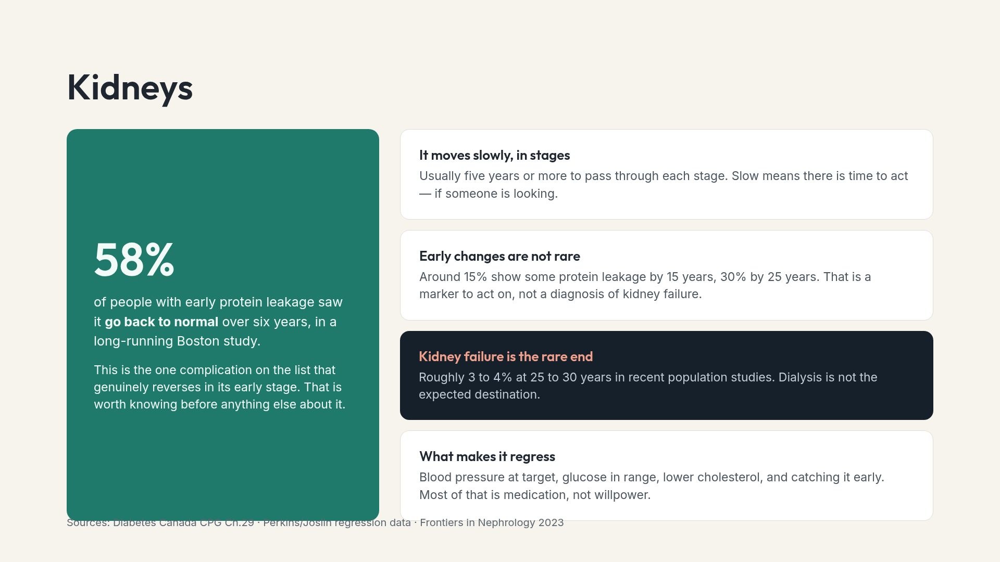 Kidneys
58%
of people with early protein leakage saw
it go back to normal over six years, in a
long-running Boston study.
This is the one complication on the list that
genuinely reverses in its early stage. That is
worth knowing before anything else about it.
It moves slowly, in stages
Usually five years or more to pass through each stage. Slow means there is time to act
— if someone is looking.
Early changes are not rare
Around 15% show some protein leakage by 15 years, 30% by 25 years. That is a
marker to act on, not a diagnosis of kidney failure.
Kidney failure is the rare end
Roughly 3 to 4% at 25 to 30 years in recent population studies. Dialysis is not the
expected destination.
What makes it regress
Blood pressure at target, glucose in range, lower cholesterol, and catching it early.
Most of that is medication, not willpower.
Sources: Diabetes Canada CPG Ch.29 · Perkins/Joslin regression data · Frontiers in Nephrology 2023